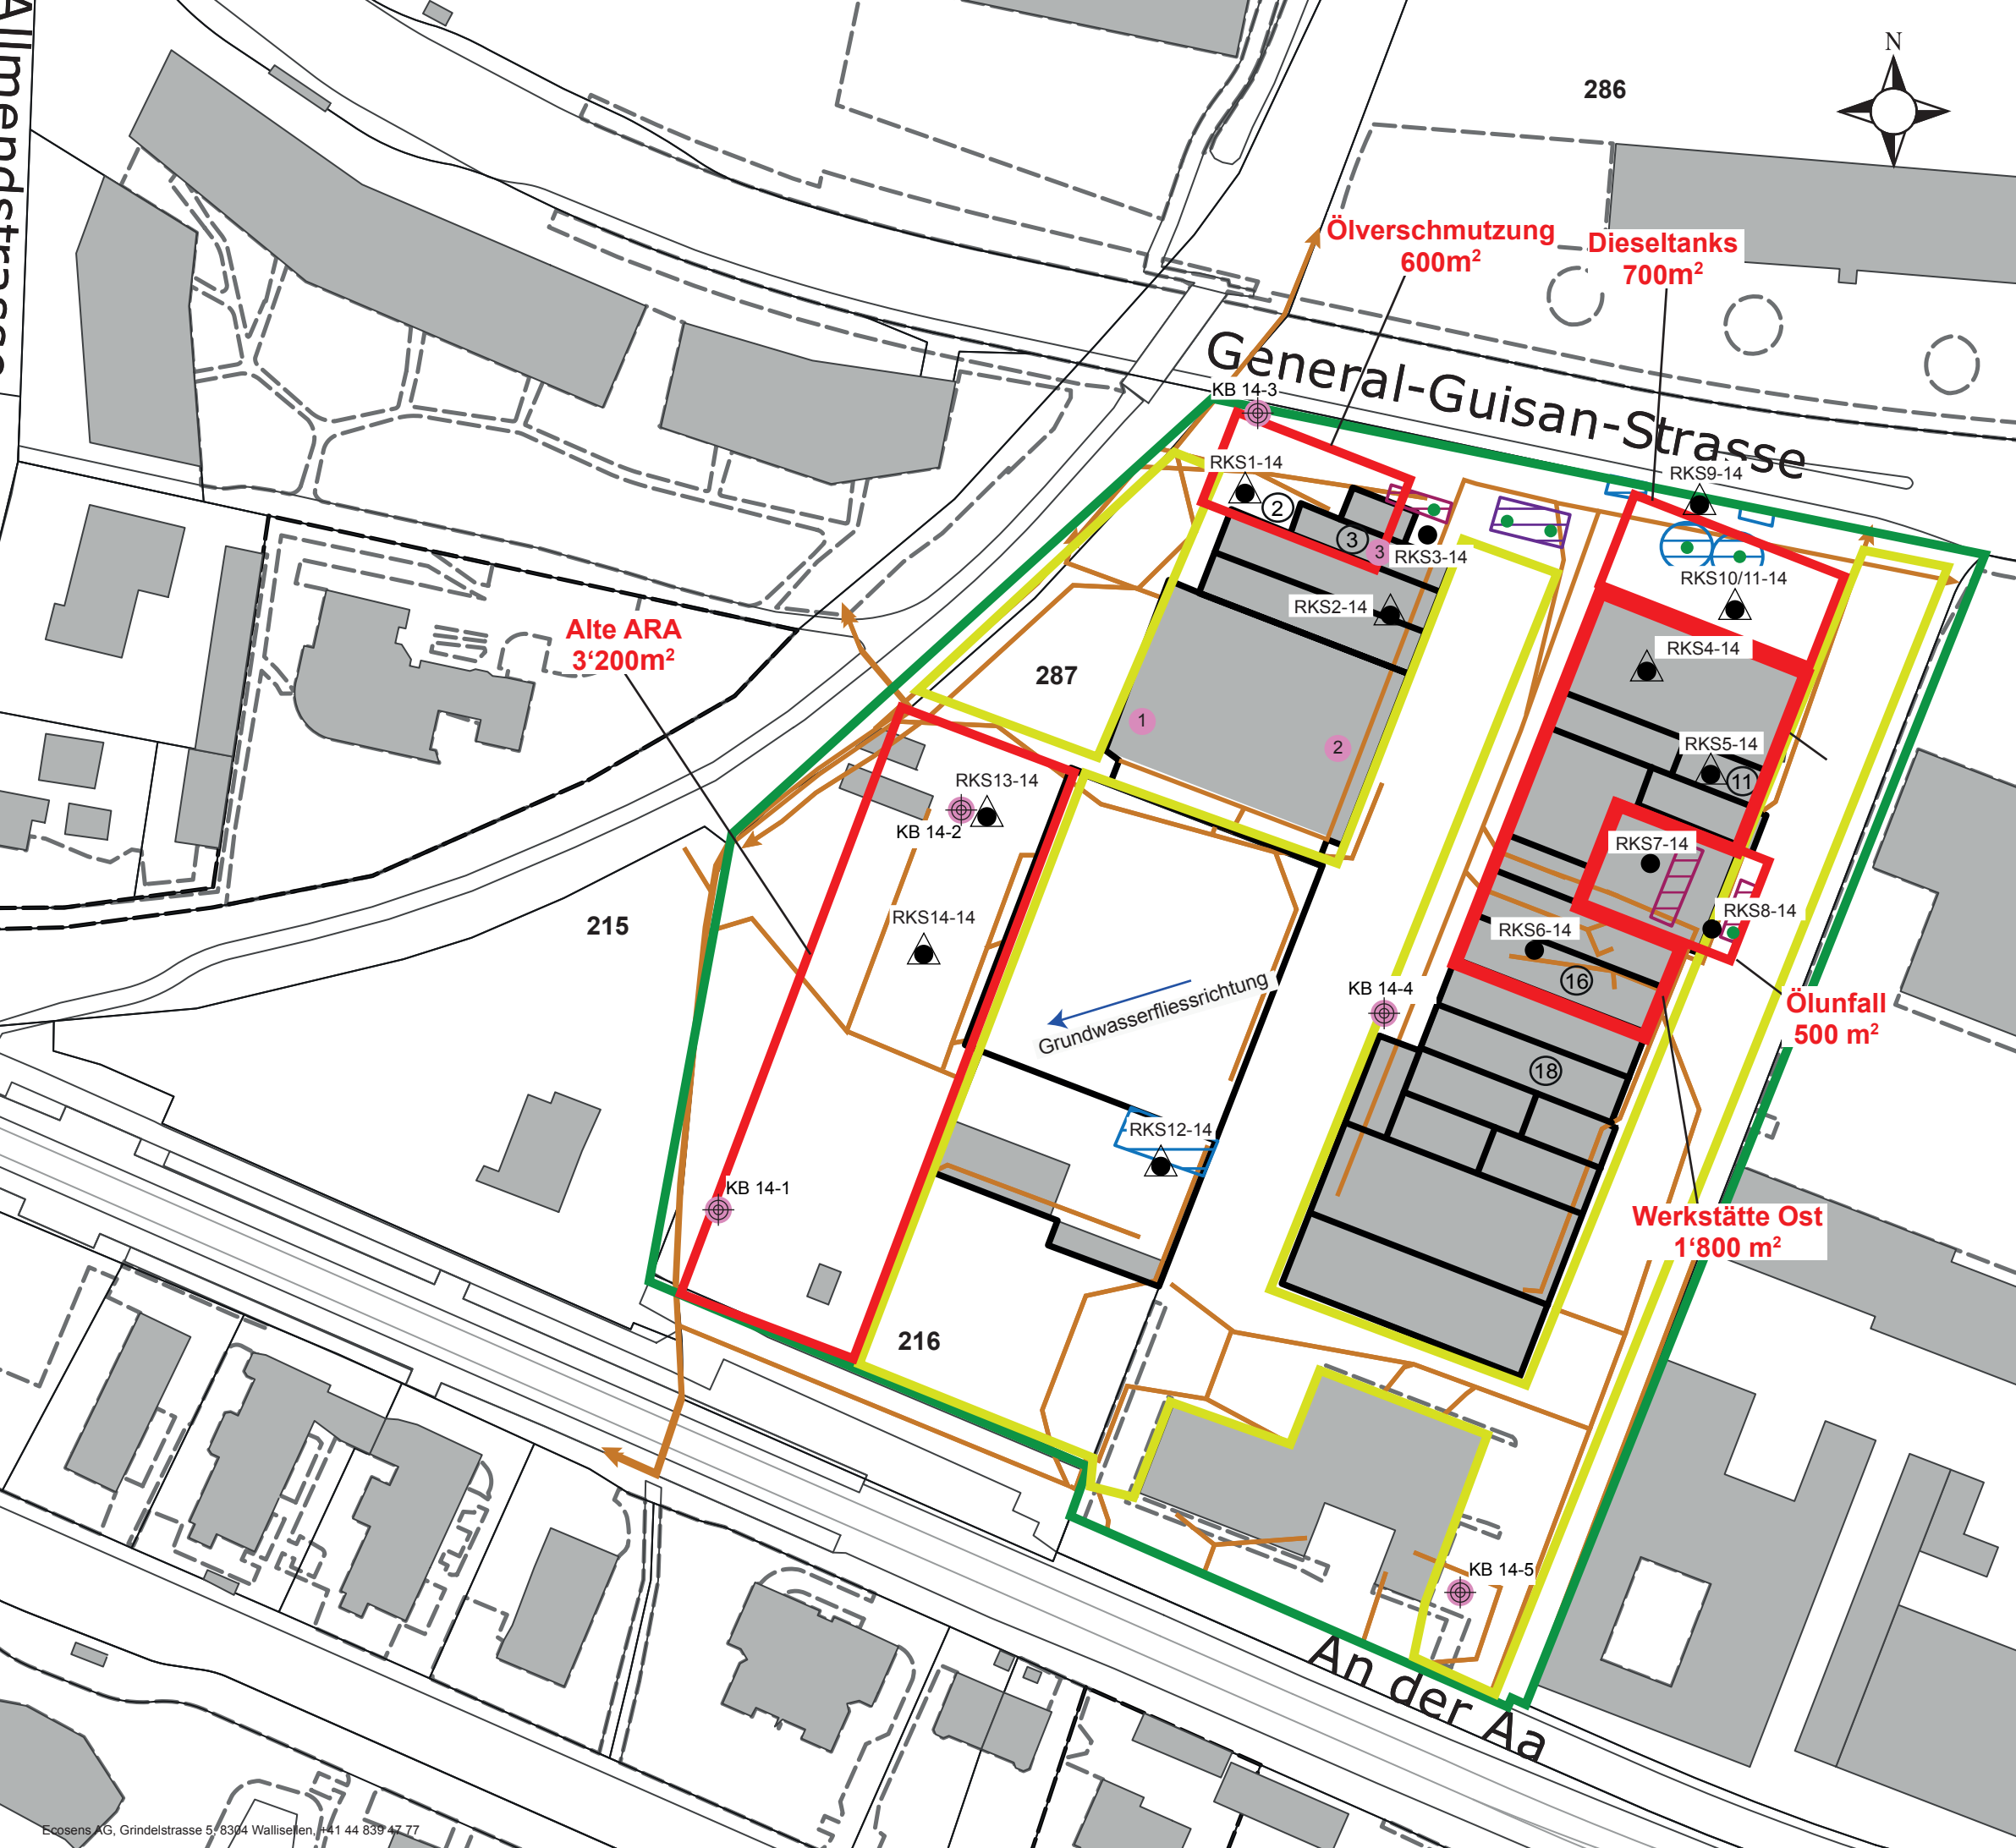 Allmendstrasse
N
286
Ölverschmutzung
600m²
Dieseltanks
700m²
General-Guisan-Strasse
KB 14-3
RKS1-14
2
3
3
RKS3-14
RKS9-14
RKS10/11-14
RKS2-14
RKS4-14
Alte ARA
3‘200m²
287
1
2
RKS5-14
11
RKS13-14
KB 14-2
RKS7-14
RKS8-14
215
RKS14-14
RKS6-14
16
Grundwasserfliessrichtung
KB 14-4
Ölunfall
500 m²
18
RKS12-14
KB 14-1
Werkstätte Ost
1‘800 m²
216
KB 14-5
An der Aa
Ecosens AG, Grindelstrasse 5, 8304 Wallisellen, +41 44 839 47 77